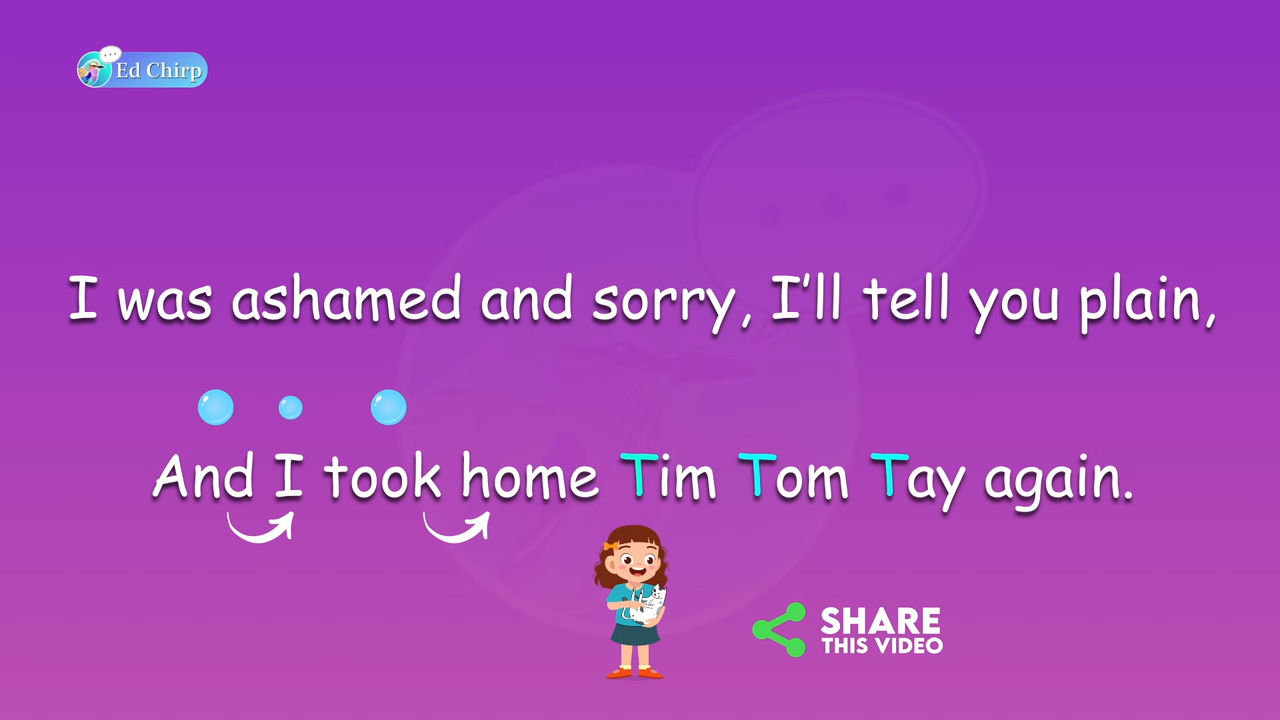 Ed Chirp
I was ashamed and sorry, I’ll tell you plain,
And I took home Tim Tom Tay again.
SHARE
THIS VIDEO